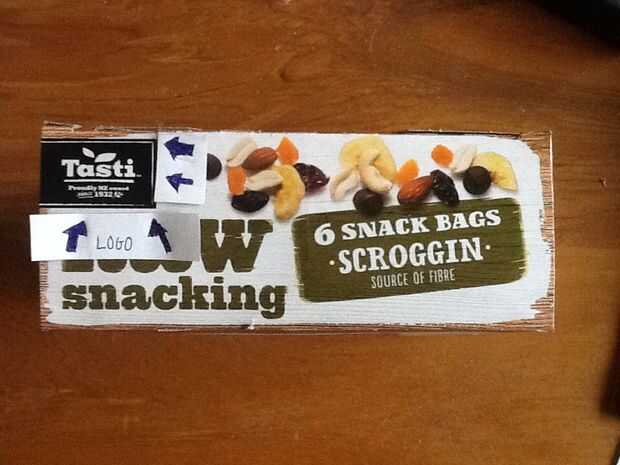 Tasti
Proudly NZ owned
since 1932
LOGO
snacking
6 SNACK BAGS
·SCROGGIN·
SOURCE OF FIBRE